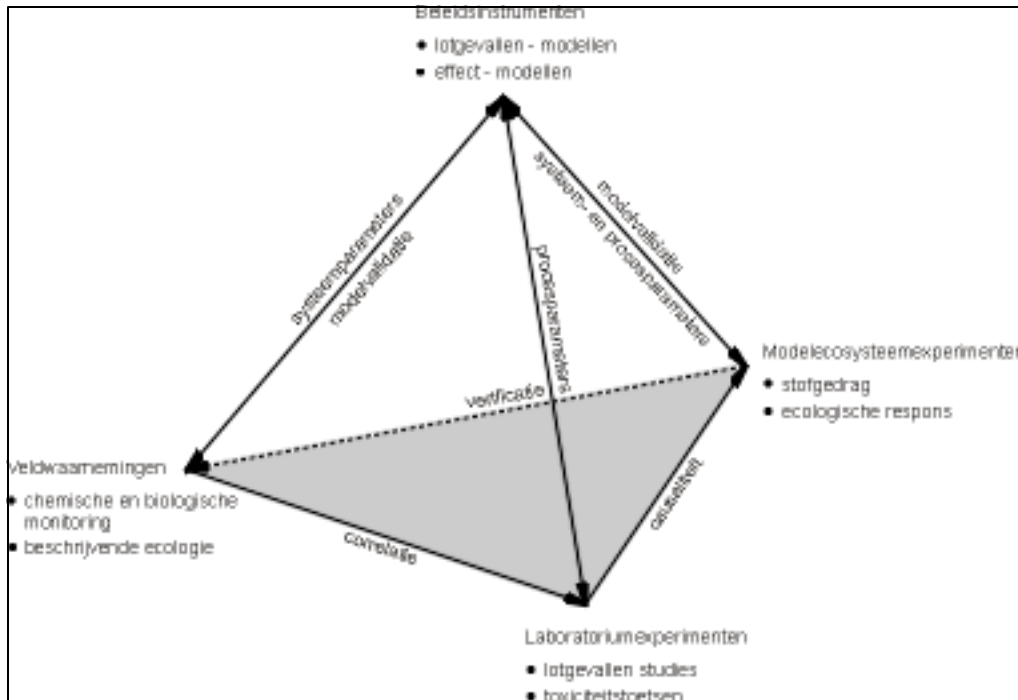 Beleidsinstrumenten
• lotgevallen - modellen
• effect - modellen
systeemparameters
modelvalidatie
modelvalidatie
systeem- en procesparameters
procesparameters
Modelecosysteemexperimenten
• stofgedrag
• ecologische respons
verificatie
Veldwaarnemingen
• chemische en biologische
monitoring
• beschrijvende ecologie
causaliteit
correlatie
Laboratoriumexperimenten
• lotgevallen studies
• toxiciteitstoetsen